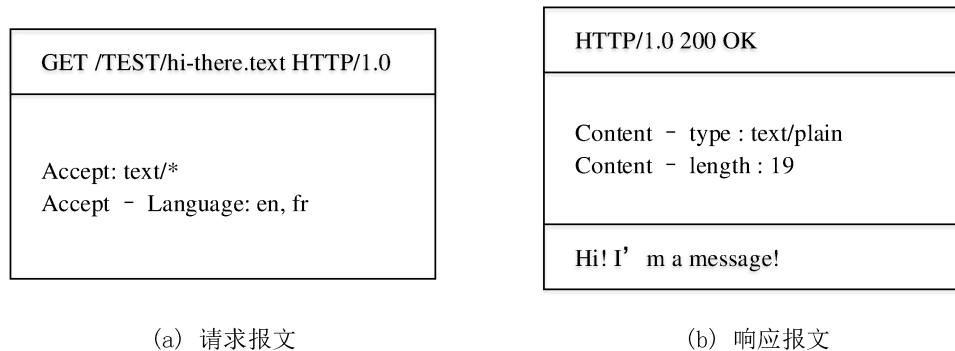 GET /TEST/hi-there.text HTTP/1.0
Accept: text/*
Accept - Language: en, fr
(a) 请求报文
HTTP/1.0 200 OK
Content - type : text/plain
Content - length : 19
Hi! I’ m a message!
(b) 响应报文